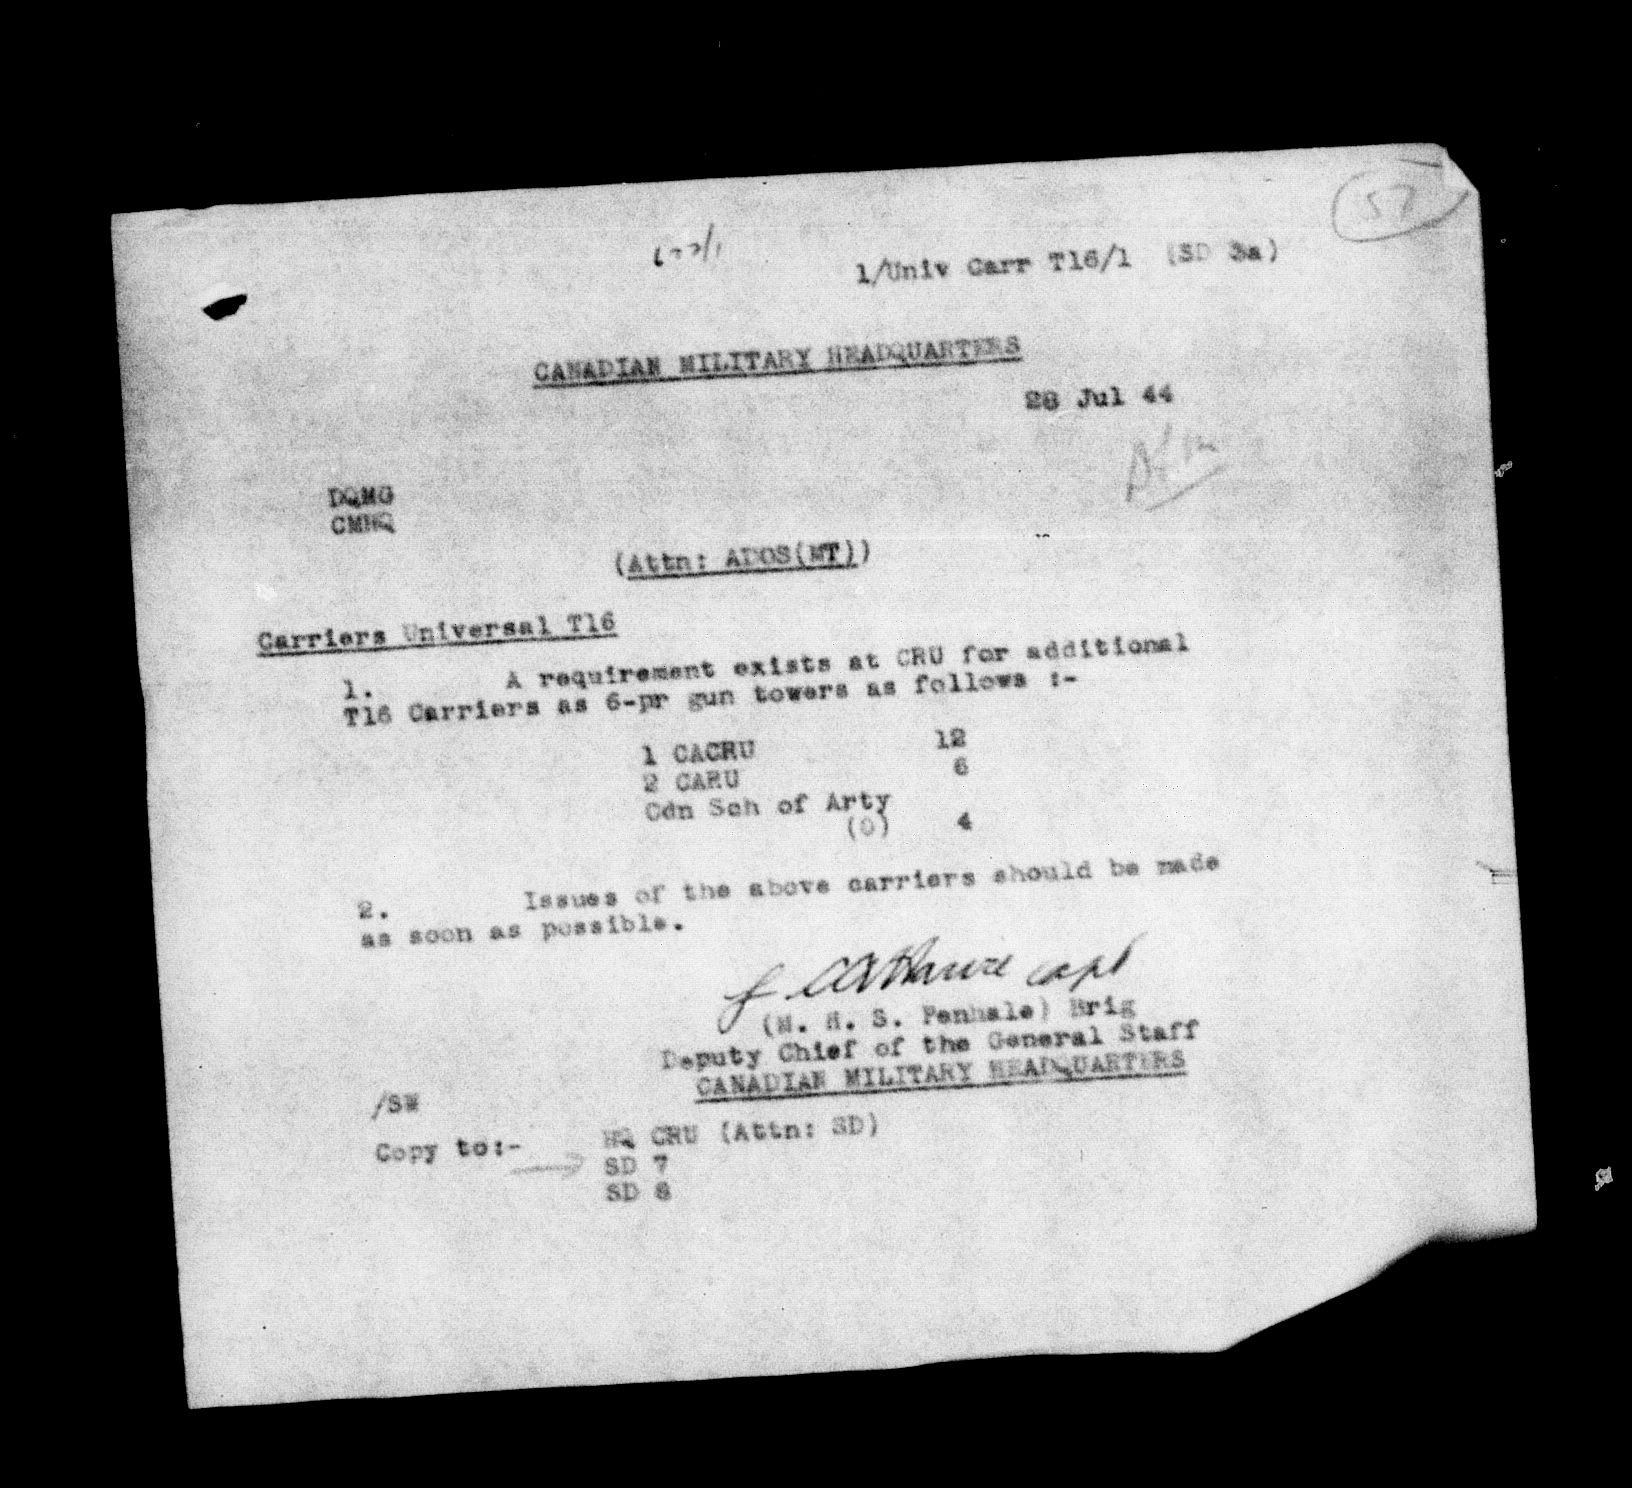 57
1/Univ Carr T16/1 (SD 3a)
CANADIAN MILITARY HEADQUARTERS
28 Jul 44
DQMG
CMHQ
(Attn: ADOS(MT))
Carriers Universal T16
1. A requirement exists at CRU for additional
T16 Carriers as 6-pr gun towers as follows :-
1 CACRU 12
2 CARU 6
Cdn Sch of Arty
(O) 4
2. Issues of the above carriers should be made
as soon as possible.
capt
(M. H. S. Penhale) Brig
Deputy Chief of the General Staff
CANADIAN MILITARY HEADQUARTERS
/SW
Copy to:- HQ CRU (Attn: SD)
SD 7
SD 8